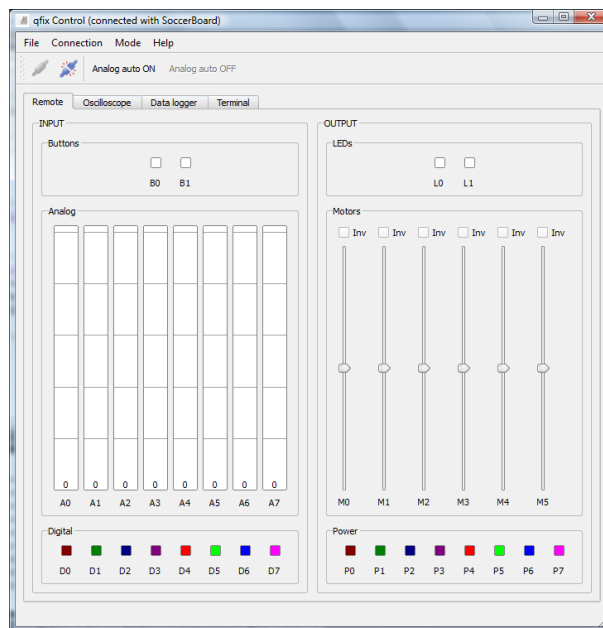 qfix Control (connected with SoccerBoard)
File Connection Mode Help
Analog auto ON Analog auto OFF
Remote Oscilloscope Data logger Terminal
INPUT
Buttons
B0 B1
Analog
0 0 0 0 0 0 0 0
A0 A1 A2 A3 A4 A5 A6 A7
Digital
D0 D1 D2 D3 D4 D5 D6 D7
OUTPUT
LEDs
L0 L1
Motors
Inv Inv Inv Inv Inv Inv
M0 M1 M2 M3 M4 M5
Power
P0 P1 P2 P3 P4 P5 P6 P7